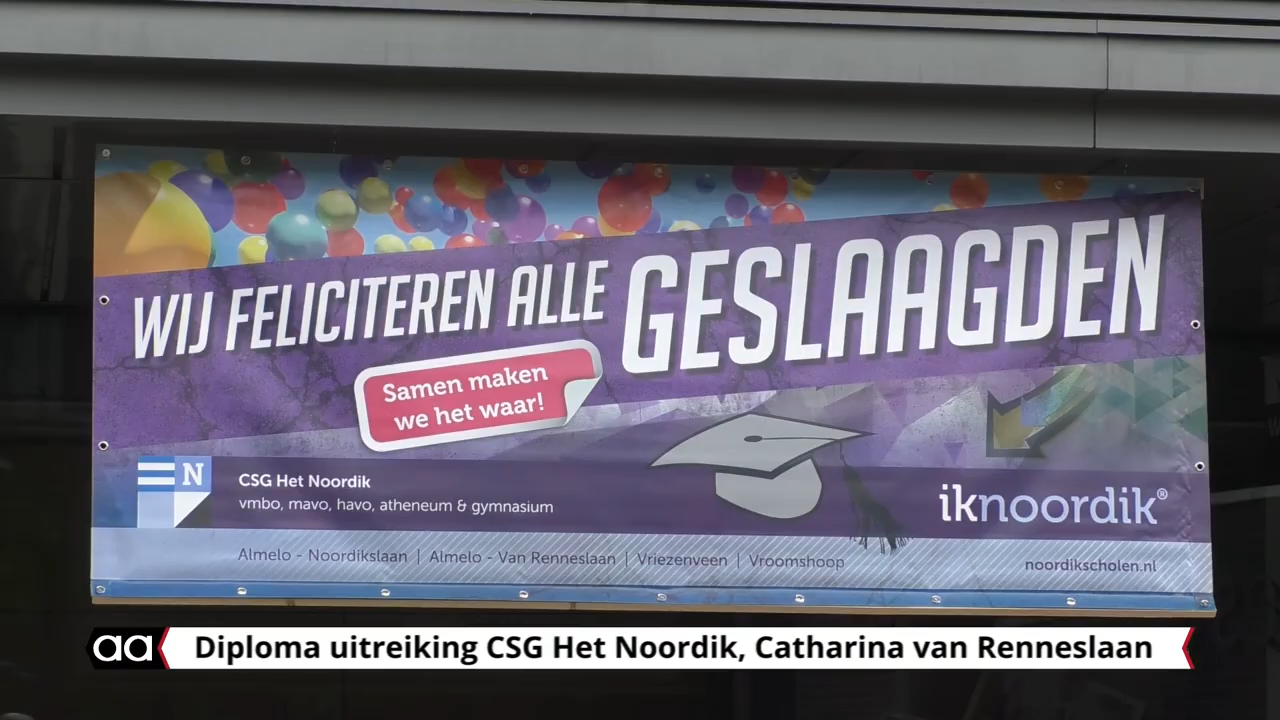 WIJ FELICITEREN ALLE GESLAAGDEN
Samen maken
we het waar!
N
CSG Het Noordik
vmbo, mavo, havo, atheneum & gymnasium
iknoordik®
Almelo - Noordikslaan | Almelo - Van Renneslaan | Vriezenveen | Vroomshoop
noordikscholen.nl
aa Diploma uitreiking CSG Het Noordik, Catharina van Renneslaan